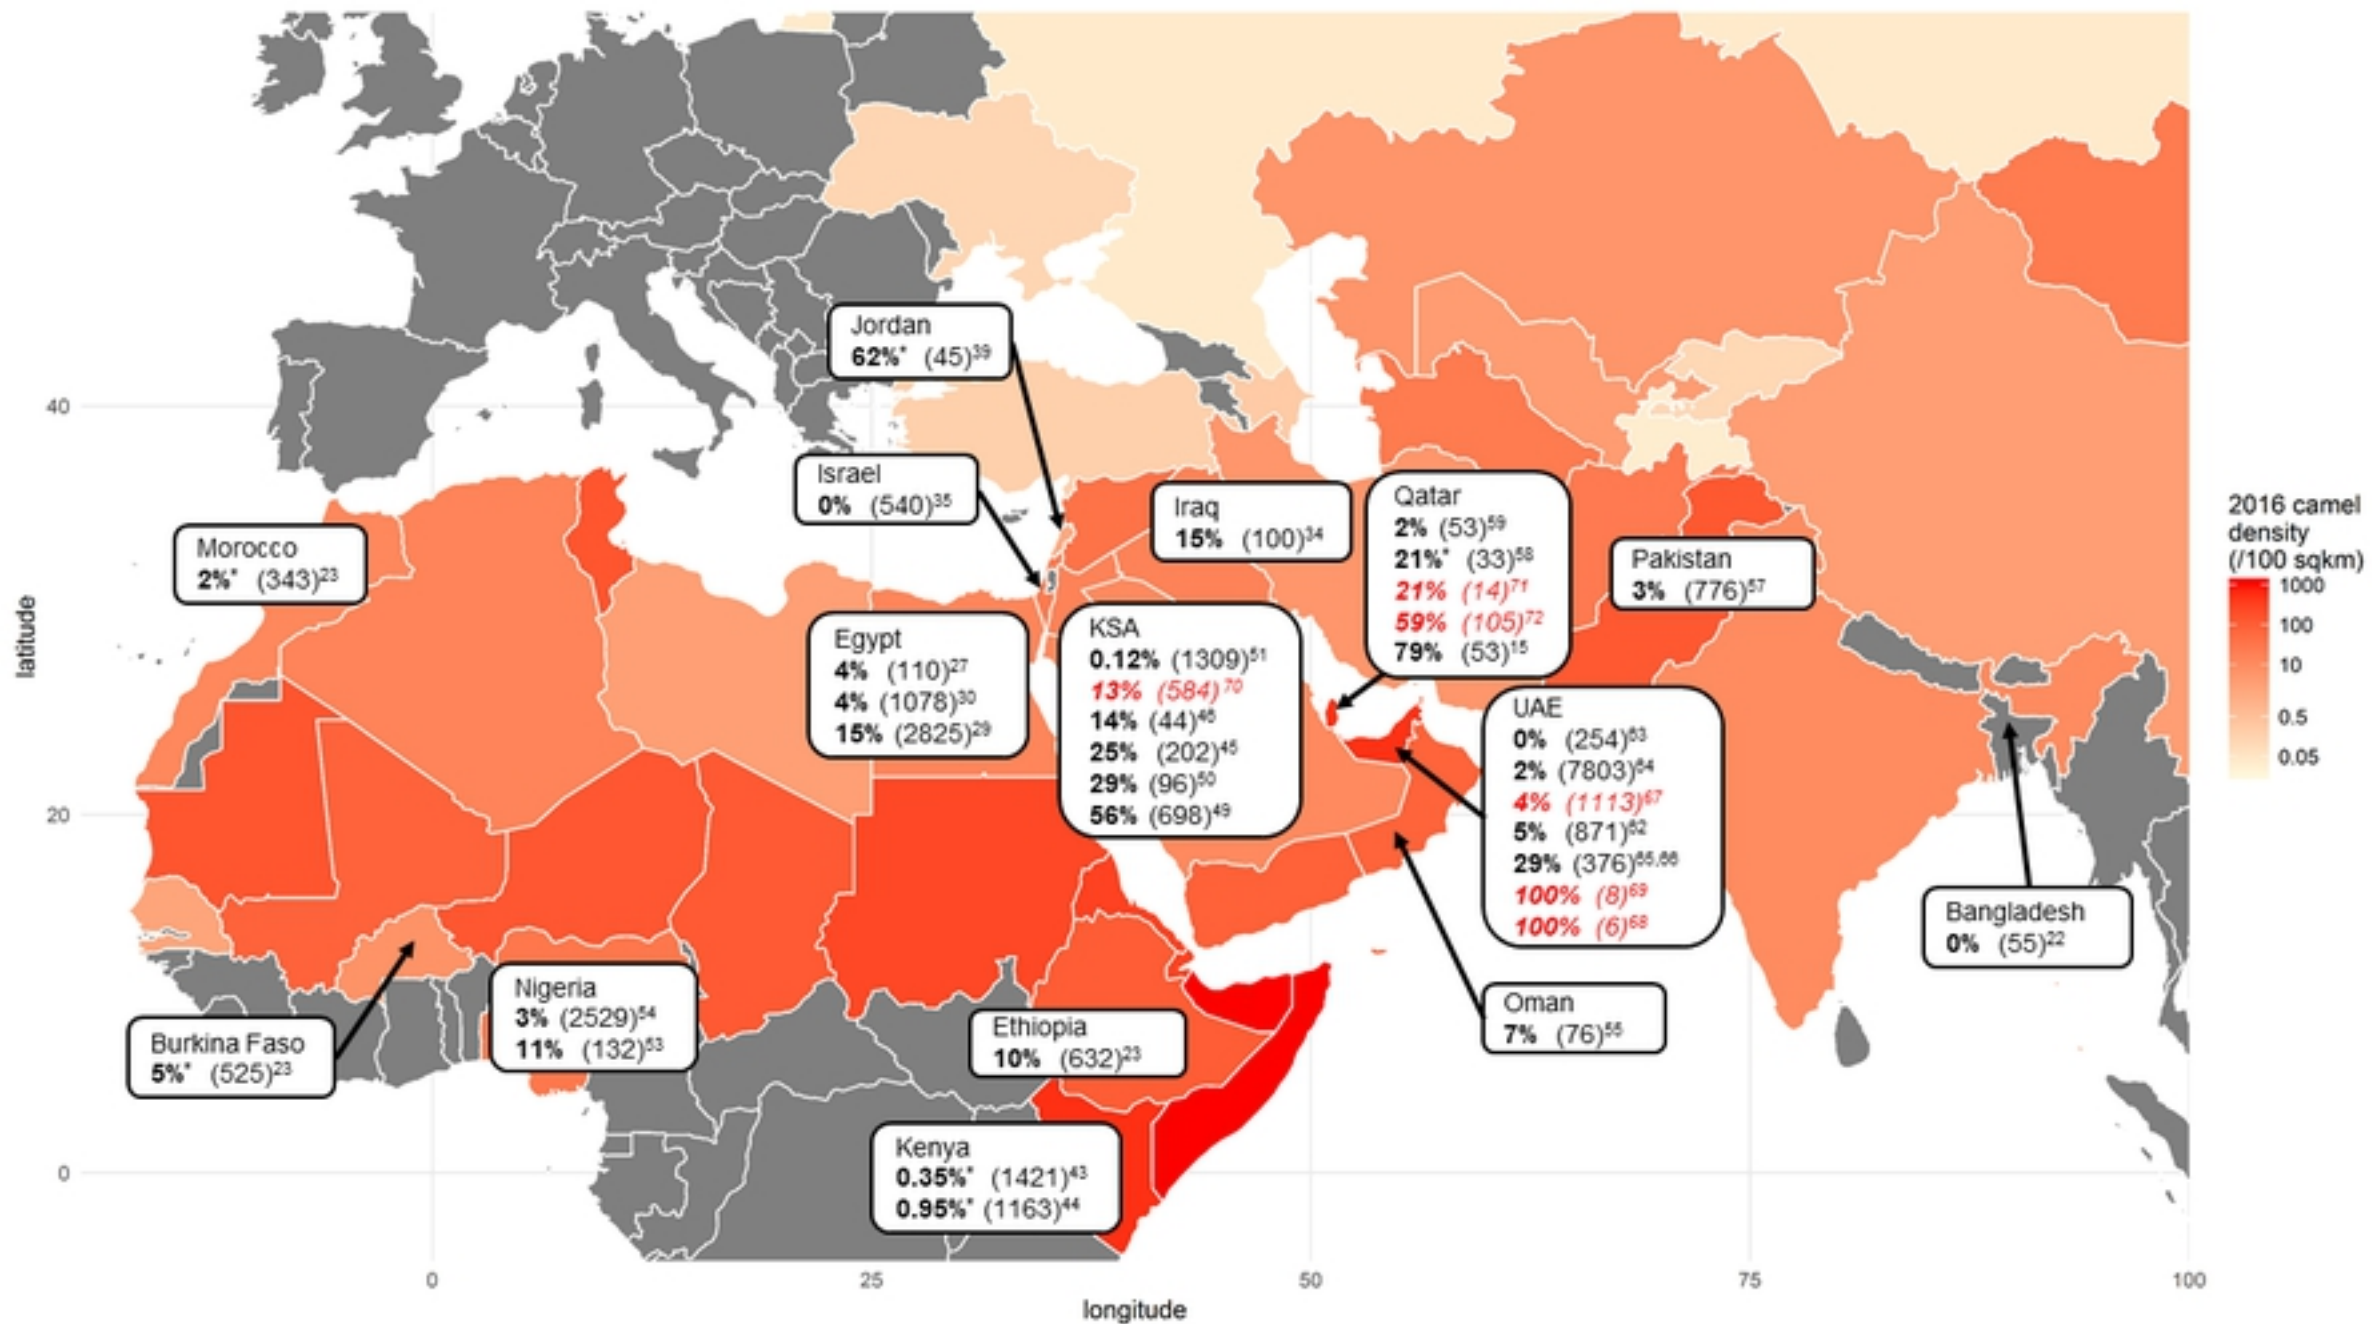 Jordan
62%* (45)39
Israel
0% (540)35
Iraq
15% (100)34
Qatar
2% (53)59
21%* (33)58
21% (14)71
59% (105)72
79% (53)15
Pakistan
3% (776)57
Morocco
2%* (343)23
Egypt
4% (110)27
4% (1078)30
15% (2825)29
KSA
0.12% (1309)51
13% (584)70
14% (44)46
25% (202)45
29% (96)50
56% (698)49
UAE
0% (254)63
2% (7803)64
4% (1113)67
5% (871)62
29% (376)65,66
100% (8)69
100% (6)68
Bangladesh
0% (55)22
Oman
7% (76)55
Nigeria
3% (2529)54
11% (132)53
Burkina Faso
5%* (525)23
Ethiopia
10% (632)23
Kenya
0.35%* (1421)43
0.95%* (1163)44
2016 camel
density
(/100 sqkm)
1000
100
10
0.5
0.05
latitude
40
20
0
0
25
50
75
100
longitude